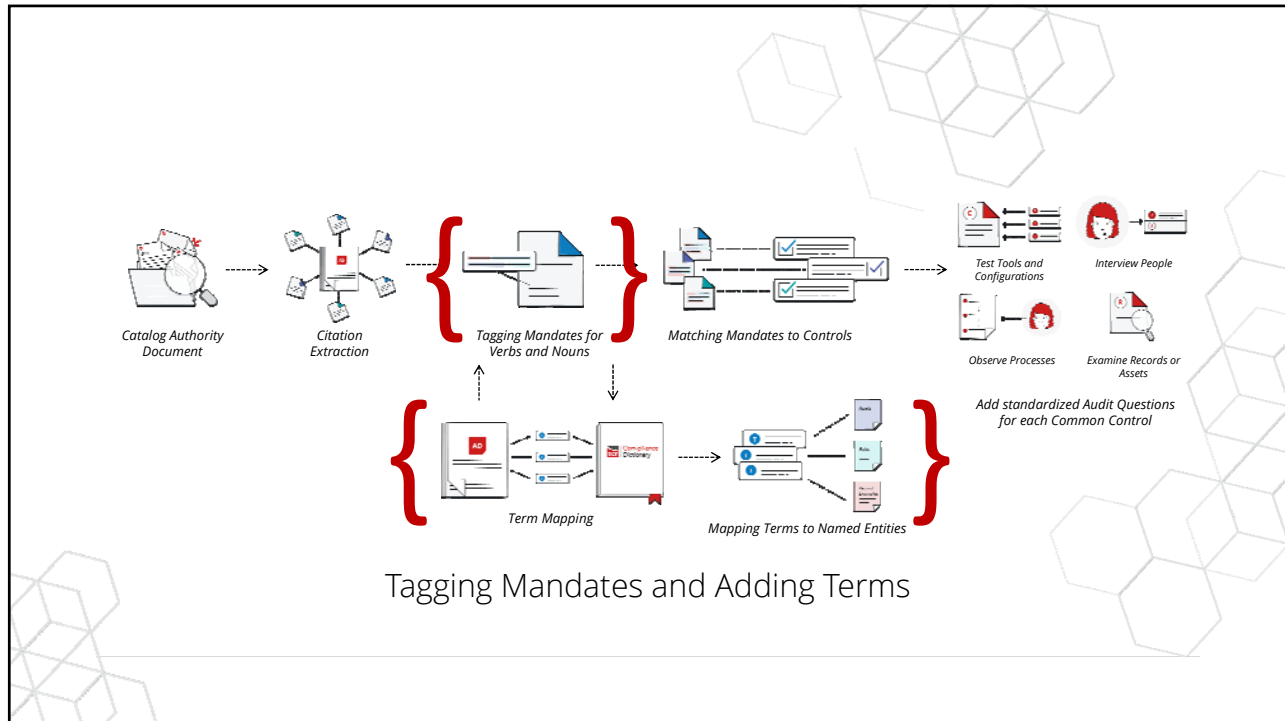 Catalog Authority
Document
Citation
Extraction
Tagging Mandates for
Verbs and Nouns
Matching Mandates to Controls
Test Tools and
Configurations
Interview People
Observe Processes
Examine Records or
Assets
Add standardized Audit Questions
for each Common Control
AD
Compliance
Dictionary
Term Mapping
Mapping Terms to Named Entities
Tagging Mandates and Adding Terms